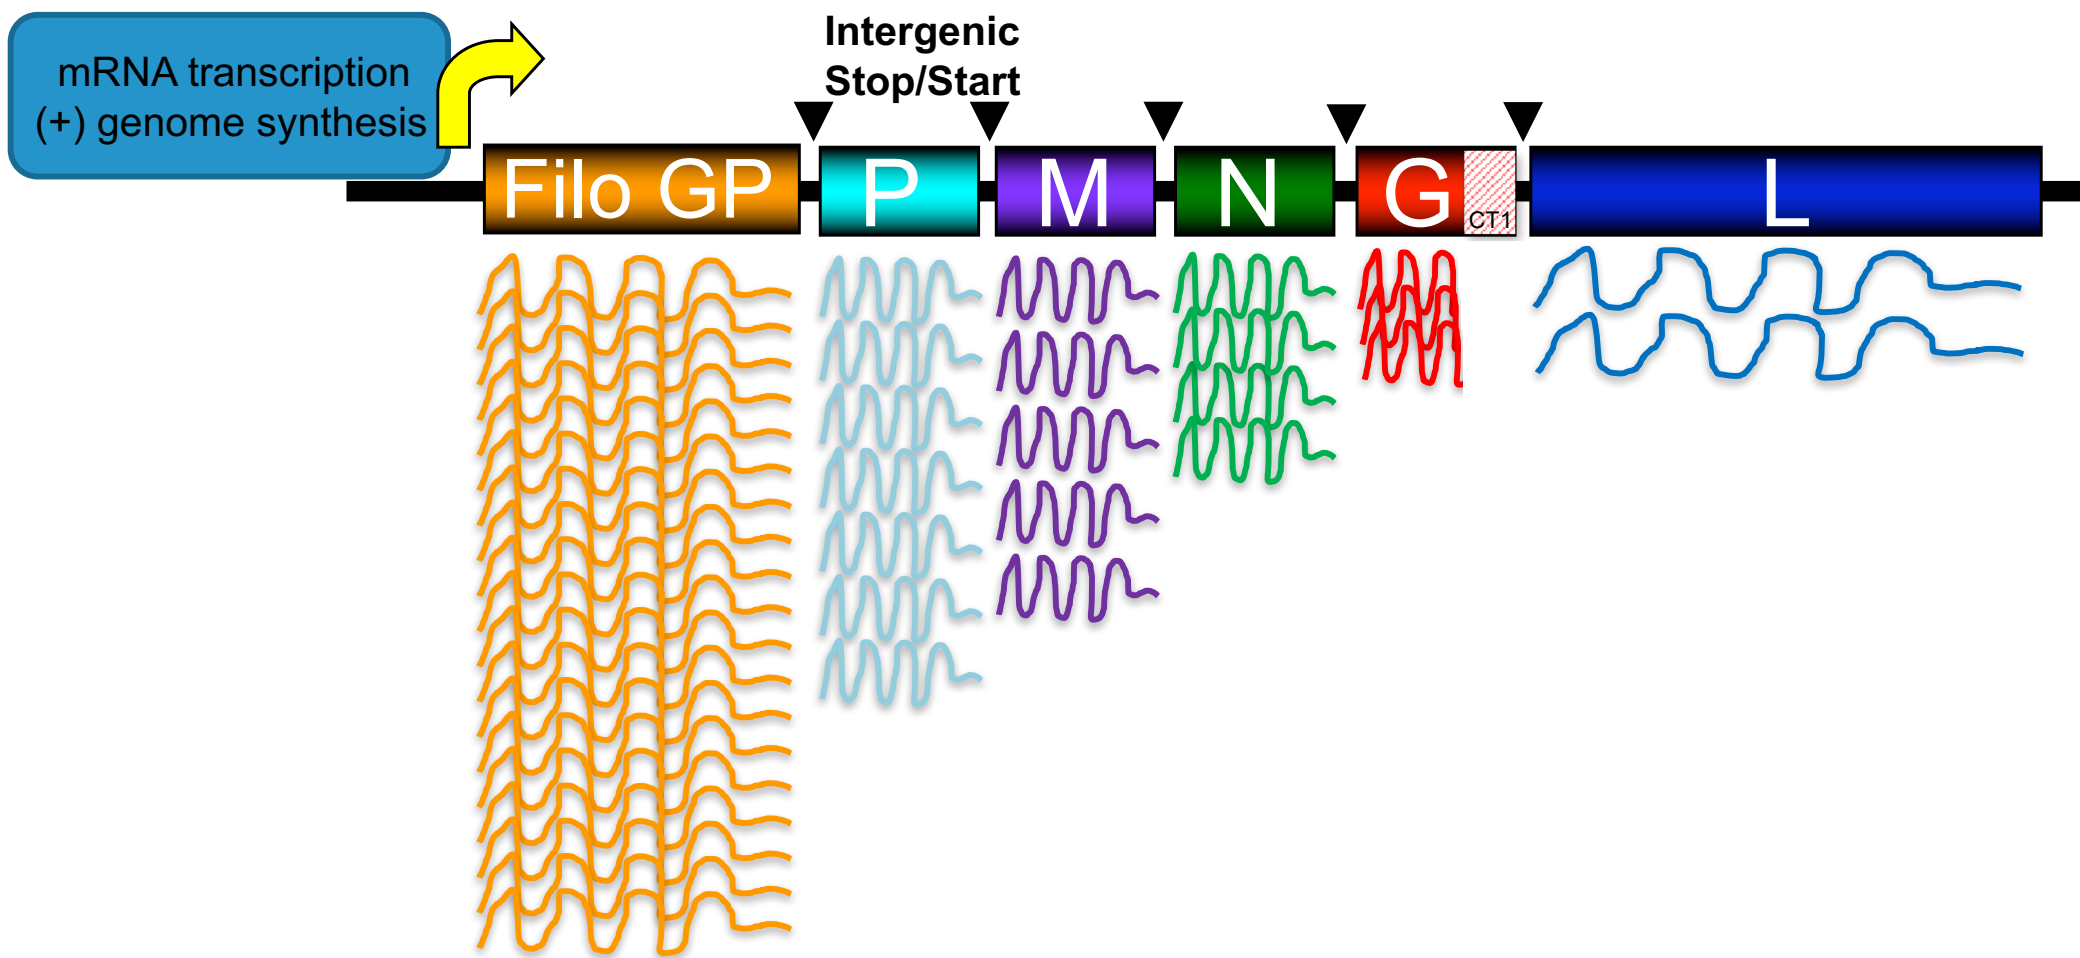 mRNA transcription
(+) genome synthesis
Intergenic
Stop/Start
Filo GP
P
M
N
G
CT1
L